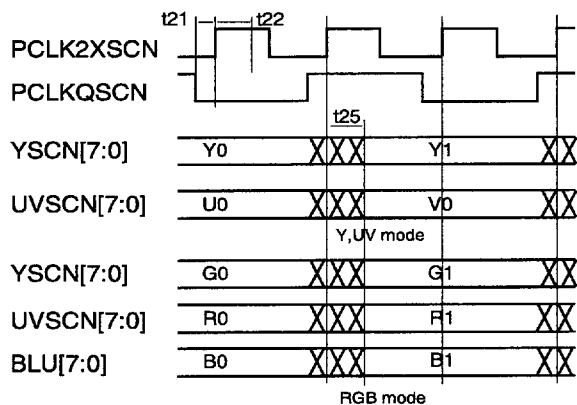 t21 t22
PCLK2XSCN
PCLKQSCN
t25
YSCN[7:0] Y0 Y1
UVSCN[7:0] U0 V0
Y,UV mode
YSCN[7:0] G0 G1
UVSCN[7:0] R0 R1
BLU[7:0] B0 B1
RGB mode